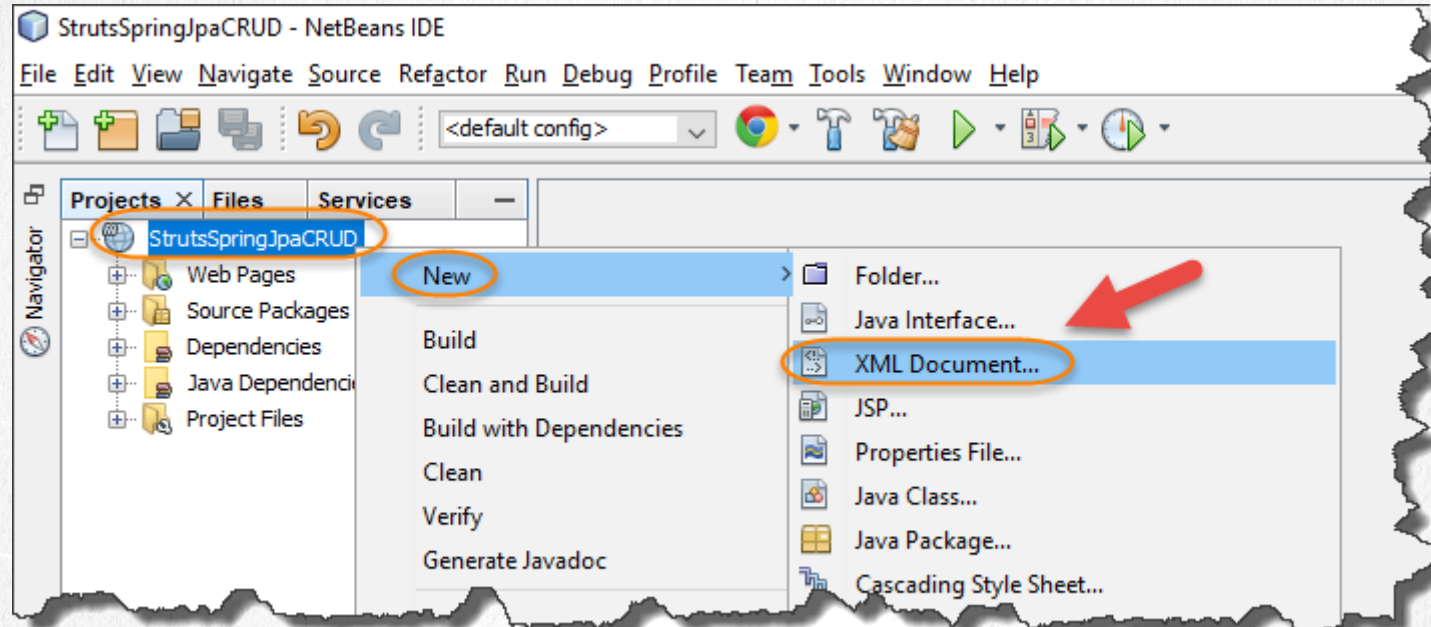 StrutsSpringJpaCRUD - NetBeans IDE
File Edit View Navigate Source Refactor Run Debug Profile Team Tools Window Help
<default config>
Projects Files Services
Navigator
StrutsSpringJpaCRUD
Web Pages
Source Packages
Dependencies
Java Dependenci
Project Files
New
Build
Clean and Build
Build with Dependencies
Clean
Verify
Generate Javadoc
Folder...
Java Interface...
XML Document...
JSP...
Properties File...
Java Class...
Java Package...
Cascading Style Sheet...